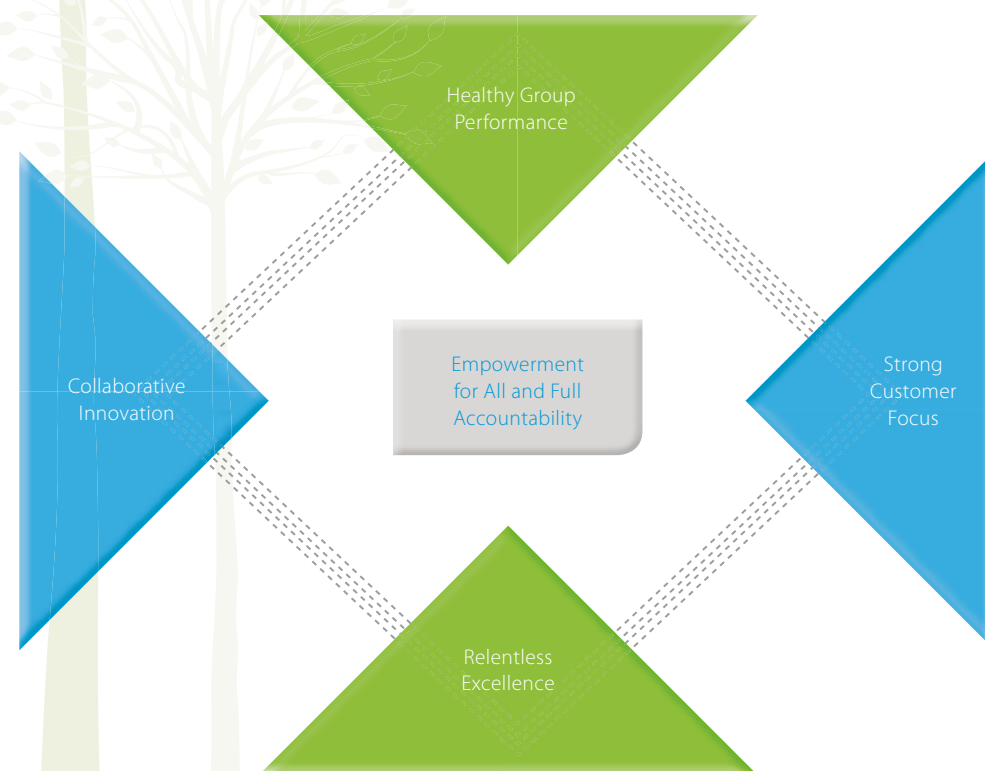 Healthy Group
Performance
Collaborative
Innovation
Empowerment
for All and Full
Accountability
Strong
Customer
Focus
Relentless
Excellence